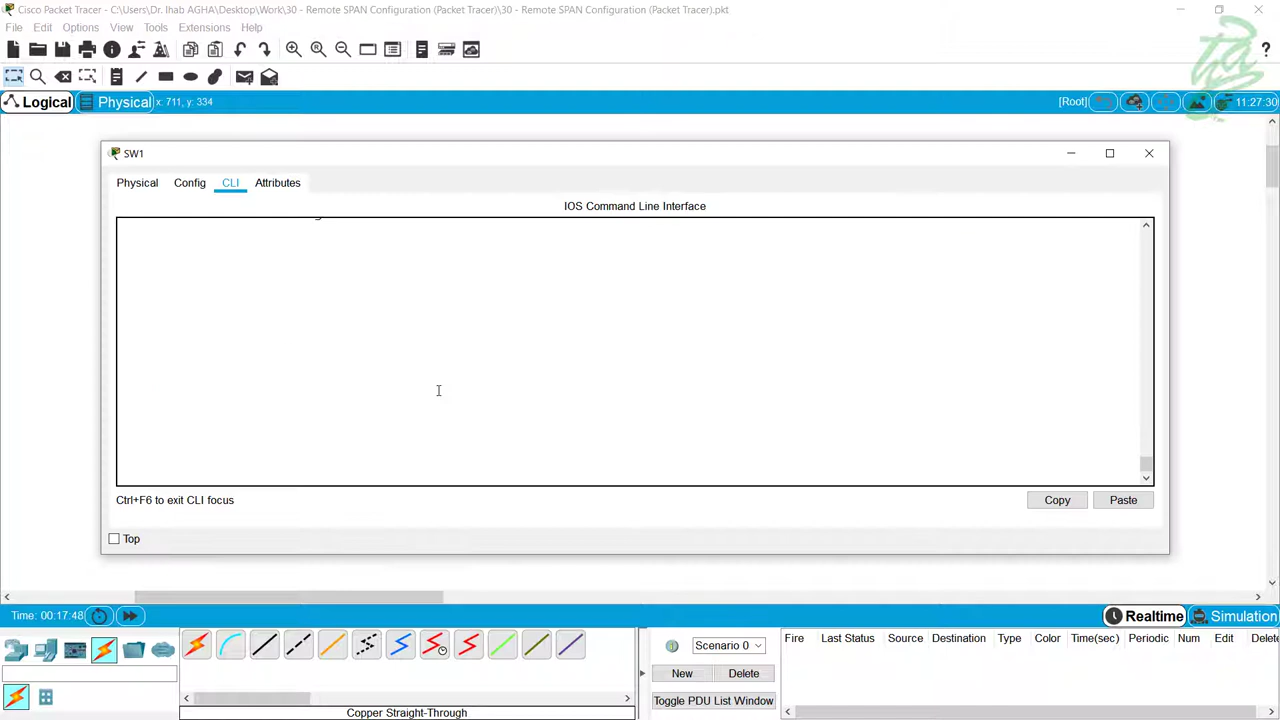 Cisco Packet Tracer - C:\Users\Dr. Ihab AGHA\Desktop\Work\30 - Remote SPAN Configuration (Packet Tracer)\30 - Remote SPAN Configuration (Packet Tracer).pkt
File Edit Options View Tools Extensions Help
Logical Physical x: 711, y: 334 [Root] 11:27:30
SW1
Physical Config CLI Attributes
IOS Command Line Interface
Ctrl+F6 to exit CLI focus Copy Paste
Top
Time: 00:17:48 Realtime Simulation
Scenario 0 Fire Last Status Source Destination Type Color Time(sec) Periodic Num Edit Delet
New Delete
Toggle PDU List Window
Copper Straight-Through